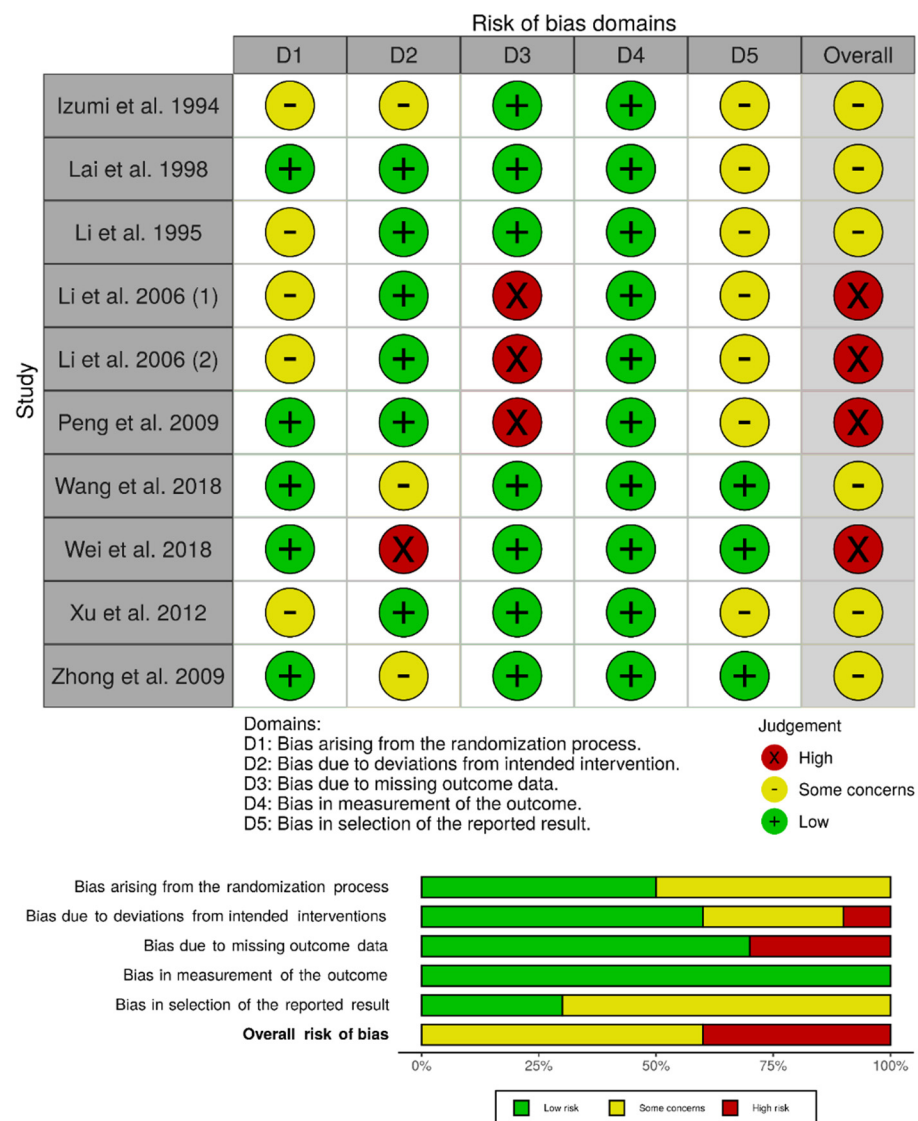 Risk of bias domains
D1 D2 D3 D4 D5 Overall
Study
Izumi et al. 1994 - - + + - -
Lai et al. 1998 + + + + - -
Li et al. 1995 - + + + - -
Li et al. 2006 (1) - + X + - X
Li et al. 2006 (2) - + X + - X
Peng et al. 2009 + + X + - X
Wang et al. 2018 + - + + + -
Wei et al. 2018 + X + + + X
Xu et al. 2012 - + + + - -
Zhong et al. 2009 + - + + + -
Domains:
D1: Bias arising from the randomization process.
D2: Bias due to deviations from intended intervention.
D3: Bias due to missing outcome data.
D4: Bias in measurement of the outcome.
D5: Bias in selection of the reported result.
Judgement
X High
- Some concerns
+ Low
Bias arising from the randomization process
Bias due to deviations from intended interventions
Bias due to missing outcome data
Bias in measurement of the outcome
Bias in selection of the reported result
Overall risk of bias
0% 25% 50% 75% 100%
Low risk Some concerns High risk